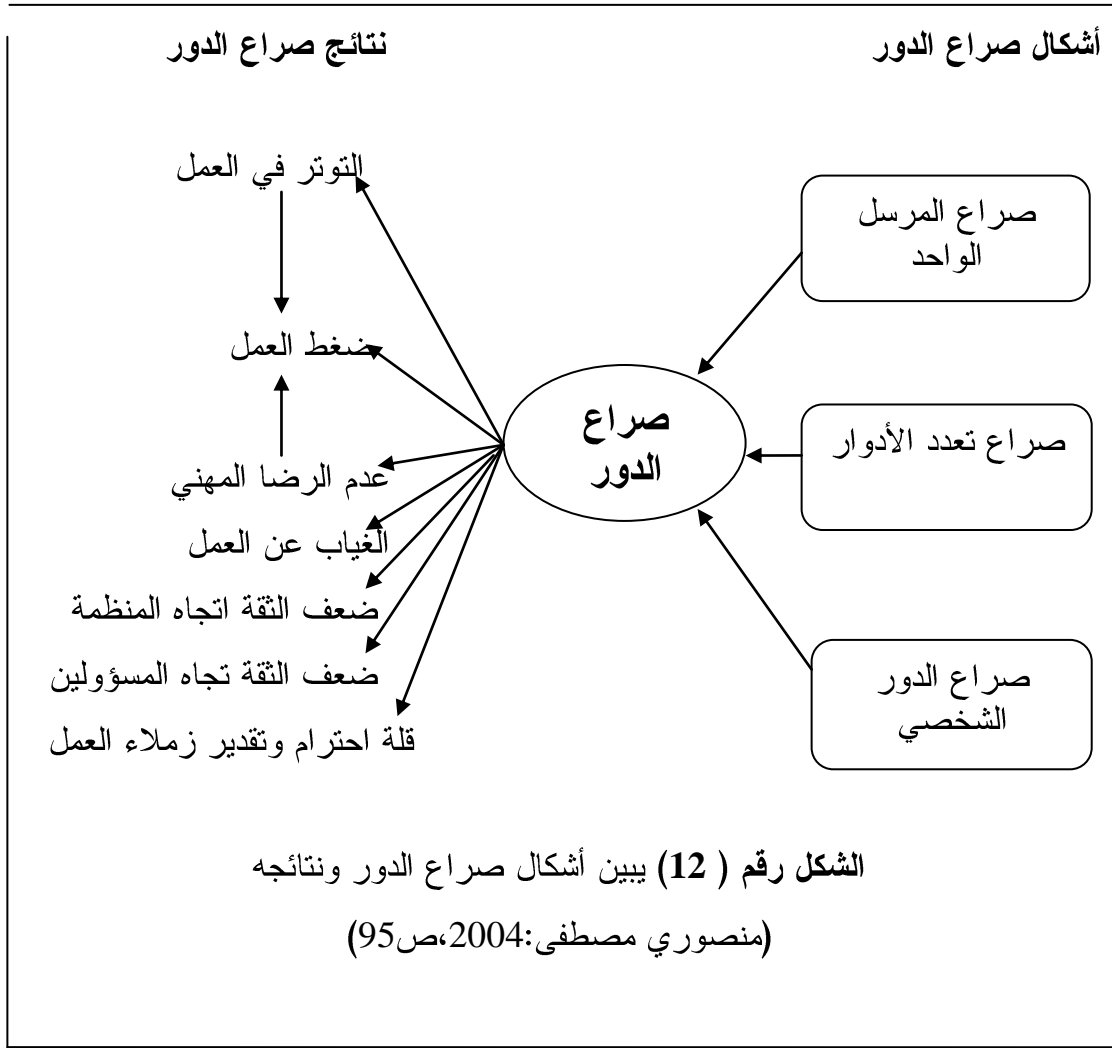 أشكال صراع الدور
نتائج صراع الدور
صراع المرسل
الواحد
صراع تعدد الأدوار
صراع الدور
الشخصي
صراع
الدور
التوتر في العمل
ضغط العمل
عدم الرضا المهني
الغياب عن العمل
ضعف الثقة اتجاه المنظمة
ضعف الثقة تجاه المسؤولين
قلة احترام وتقدير زملاء العمل
الشكل رقم ( 12) يبين أشكال صراع الدور ونتائجه
(منصوري مصطفى:2004،ص95)